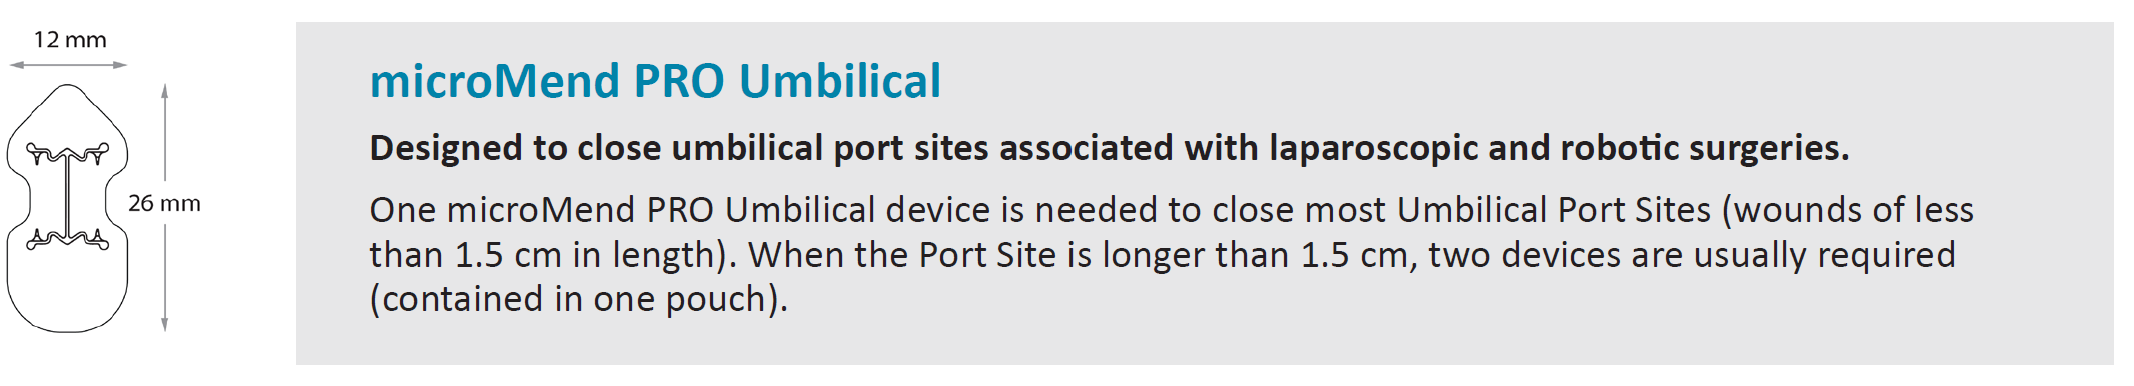 12 mm
26 mm
microMend PRO Umbilical
Designed to close umbilical port sites associated with laparoscopic and robotic surgeries.
One microMend PRO Umbilical device is needed to close most Umbilical Port Sites (wounds of less
than 1.5 cm in length). When the Port Site is longer than 1.5 cm, two devices are usually required
(contained in one pouch).